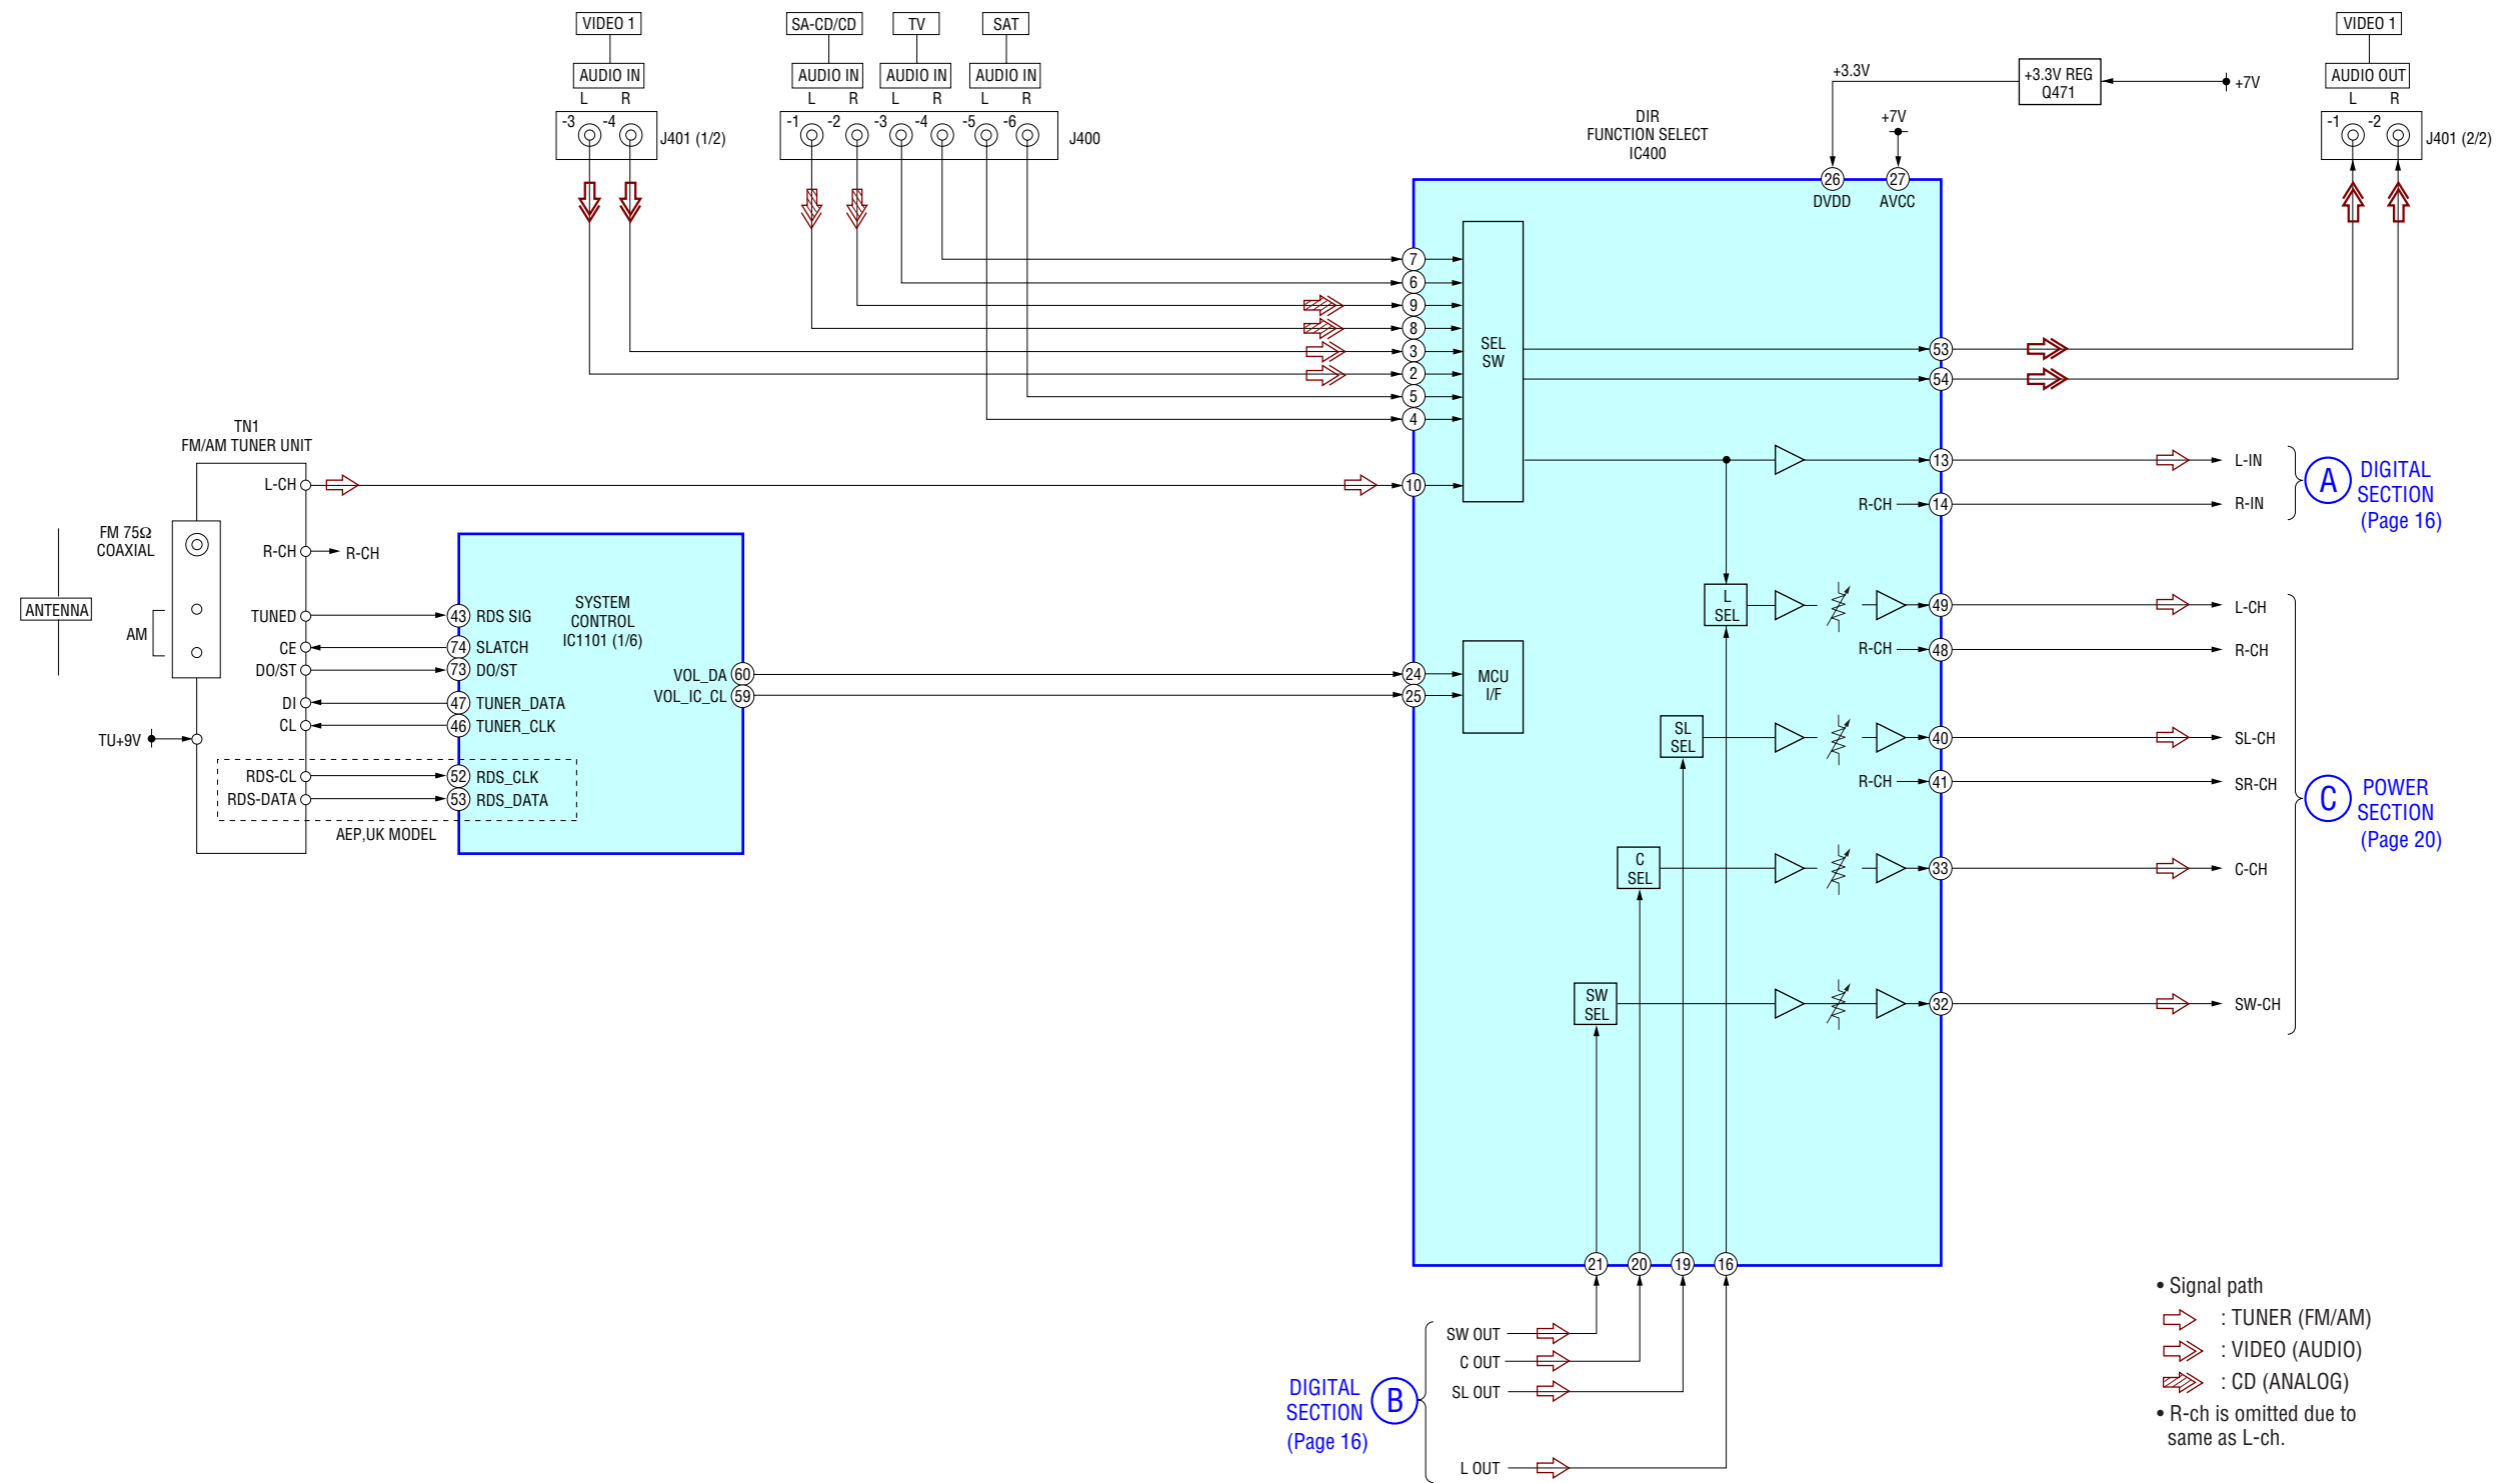 VIDEO 1
SA-CD/CD
TV
SAT
VIDEO 1
AUDIO IN
AUDIO IN
AUDIO IN
AUDIO IN
AUDIO OUT
L R
L R L R L R
L R
-3 -4
J401 (1/2)
-1 -2 -3 -4 -5 -6
J400
-1 -2
J401 (2/2)
+3.3V
+3.3V REG
Q471
+7V
+7V
DIR
FUNCTION SELECT
IC400
26
27
DVDD
AVCC
7
6
9
8
3
2
5
4
10
SEL
SW
53
54
13
L-IN
R-CH
14
R-IN
A
DIGITAL
SECTION
(Page 16)
TN1
FM/AM TUNER UNIT
L-CH
FM 75Ω
COAXIAL
R-CH
R-CH
ANTENNA
AM
TUNED
CE
DO/ST
DI
CL
TU+9V
RDS-CL
RDS-DATA
AEP,UK MODEL
SYSTEM
CONTROL
IC1101 (1/6)
43 RDS SIG
74 SLATCH
73 DO/ST
47 TUNER_DATA
46 TUNER_CLK
52 RDS_CLK
53 RDS_DATA
VOL_DA 60
VOL_IC_CL 59
24
25
MCU
I/F
L
SEL
49
L-CH
R-CH
48
R-CH
SL
SEL
40
SL-CH
R-CH
41
SR-CH
C
SEL
33
C-CH
SW
SEL
32
SW-CH
C
POWER
SECTION
(Page 20)
21
20
19
16
SW OUT
C OUT
SL OUT
L OUT
DIGITAL
SECTION
(Page 16)
B
• Signal path
: TUNER (FM/AM)
: VIDEO (AUDIO)
: CD (ANALOG)
• R-ch is omitted due to
same as L-ch.